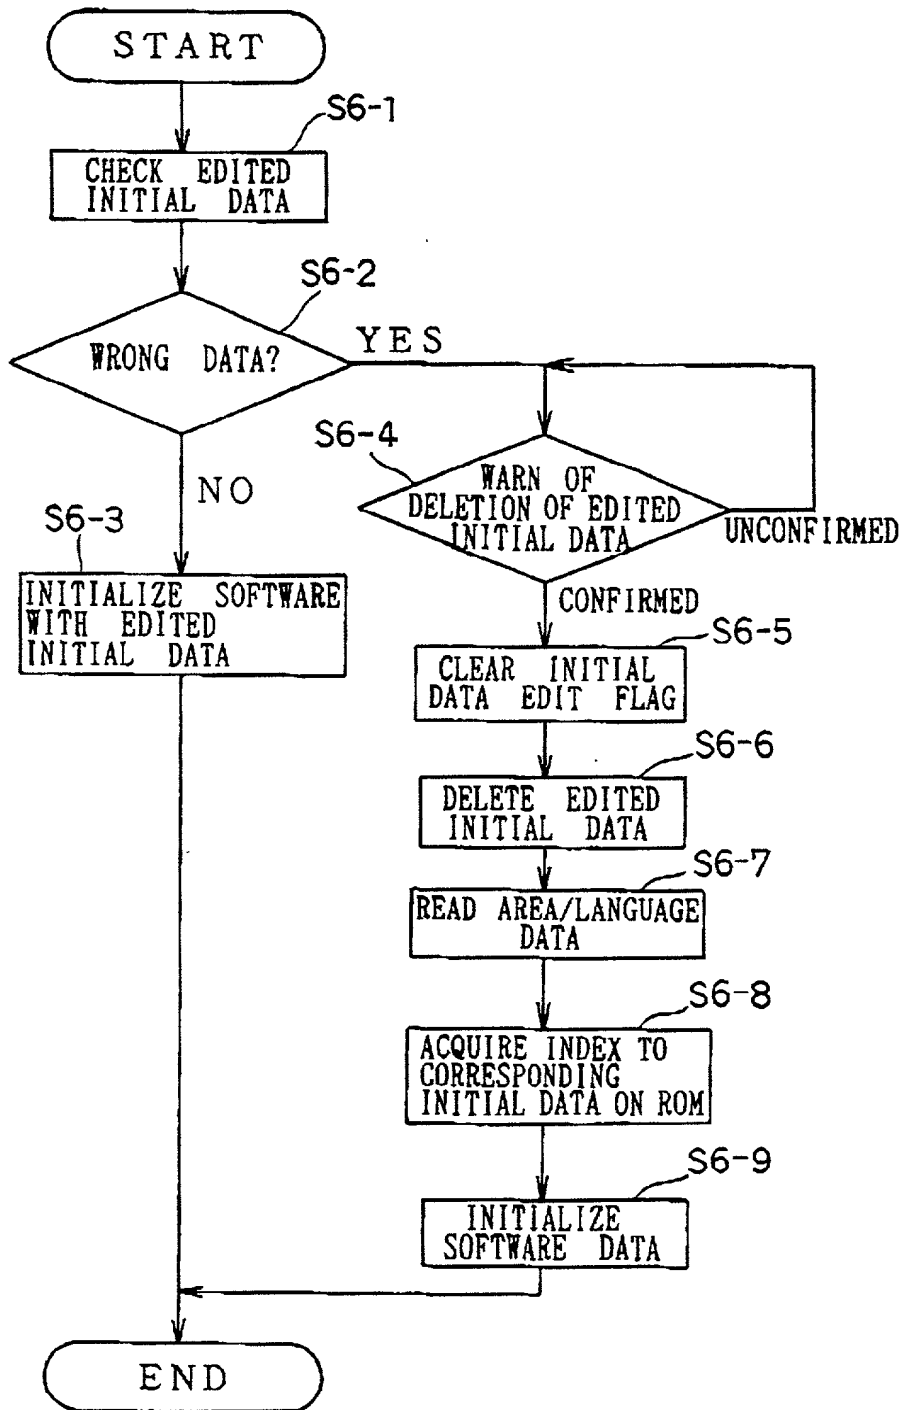 START
S6-1
CHECK EDITED
INITIAL DATA
S6-2
WRONG DATA?
YES
NO
S6-3
INITIALIZE SOFTWARE
WITH EDITED
INITIAL DATA
S6-4
WARN OF
DELETION OF EDITED
INITIAL DATA
UNCONFIRMED
CONFIRMED
S6-5
CLEAR INITIAL
DATA EDIT FLAG
S6-6
DELETE EDITED
INITIAL DATA
S6-7
READ AREA/LANGUAGE
DATA
S6-8
ACQUIRE INDEX TO
CORRESPONDING
INITIAL DATA ON ROM
S6-9
INITIALIZE
SOFTWARE DATA
END